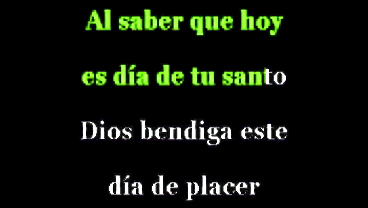 Al saber que hoy
es día de tu santo
Dios bendiga este
día de placer